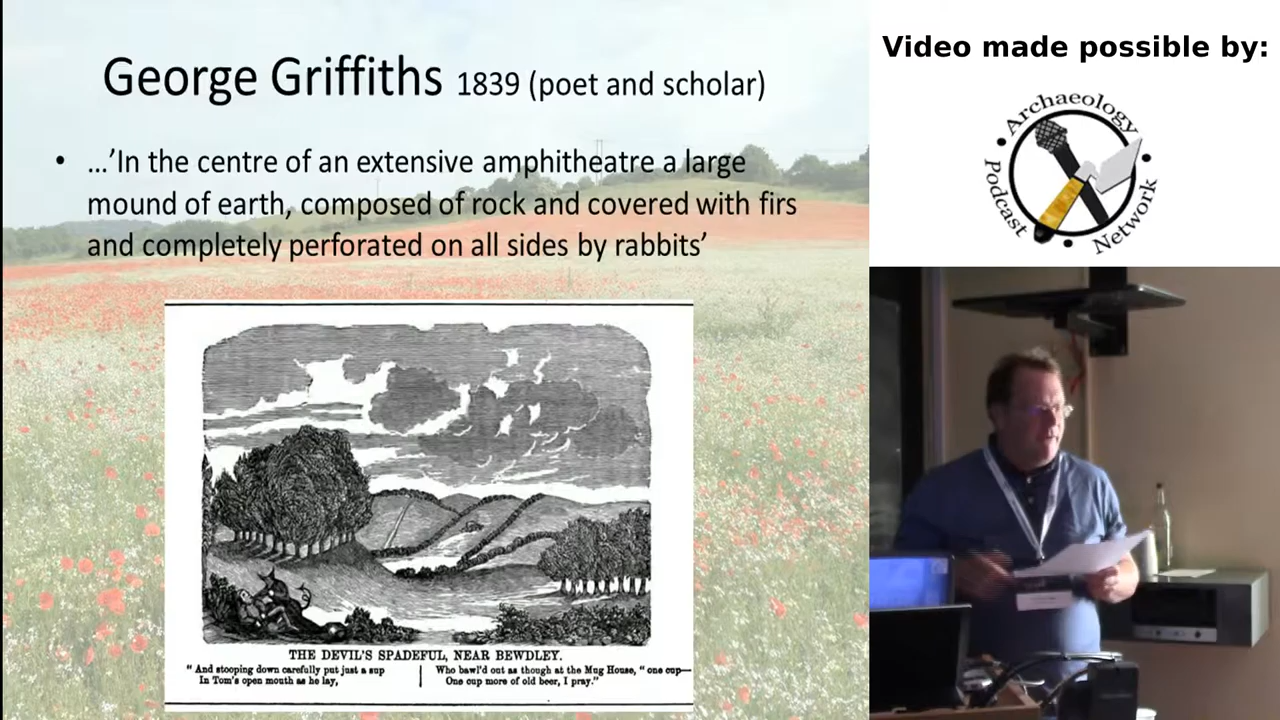 George Griffiths 1839 (poet and scholar)
• ...'In the centre of an extensive amphitheatre a large
mound of earth, composed of rock and covered with firs
and completely perforated on all sides by rabbits'
THE DEVIL'S SPADEFUL, NEAR BEWDLEY.
"And stooping down carefully put just a sup
In Tom's open mouth as he lay,
Who bawl'd out as though at the Mug House, "one cup—
One cup more of old beer, I pray."
Video made possible by:
Archaeology
Podcast
Network